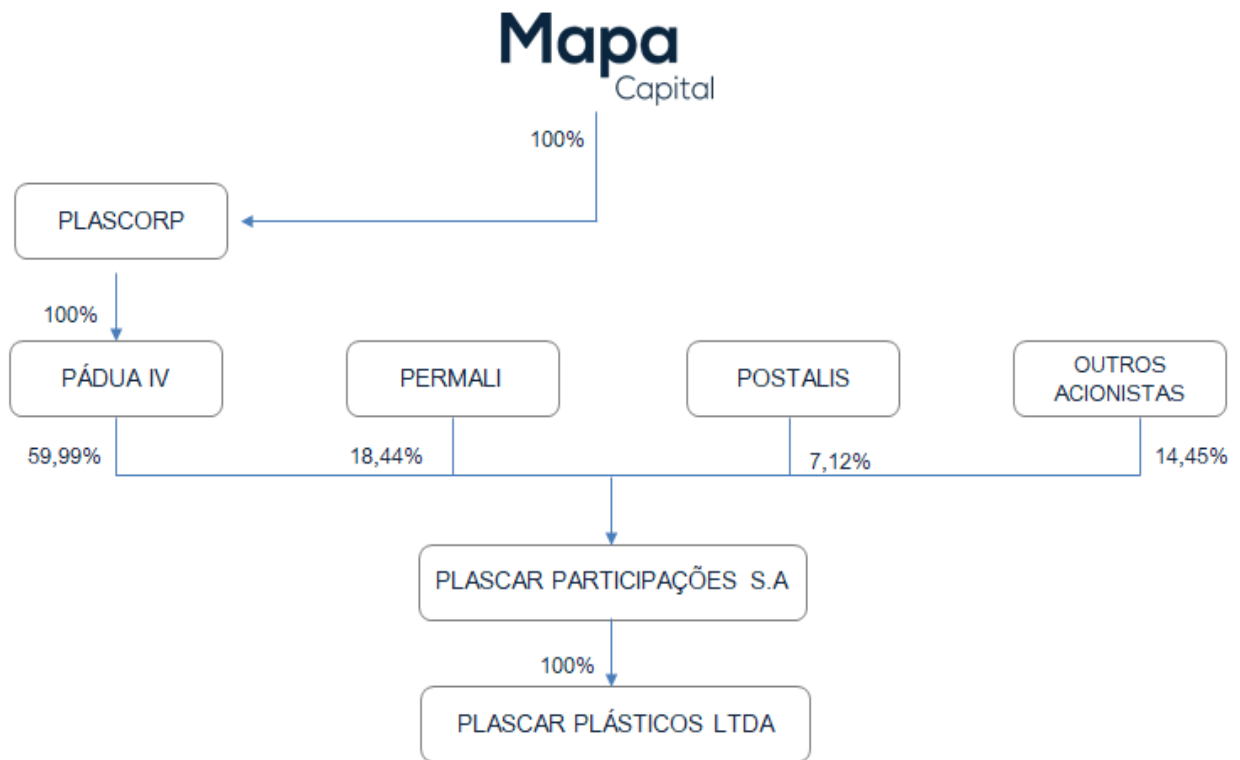 Mapa
Capital
100%
PLASCORP
100%
PÁDUA IV
PERMALI
POSTALIS
OUTROS
ACIONISTAS
59,99%
18,44%
7,12%
14,45%
PLASCAR PARTICIPAÇÕES S.A
100%
PLASCAR PLÁSTICOS LTDA